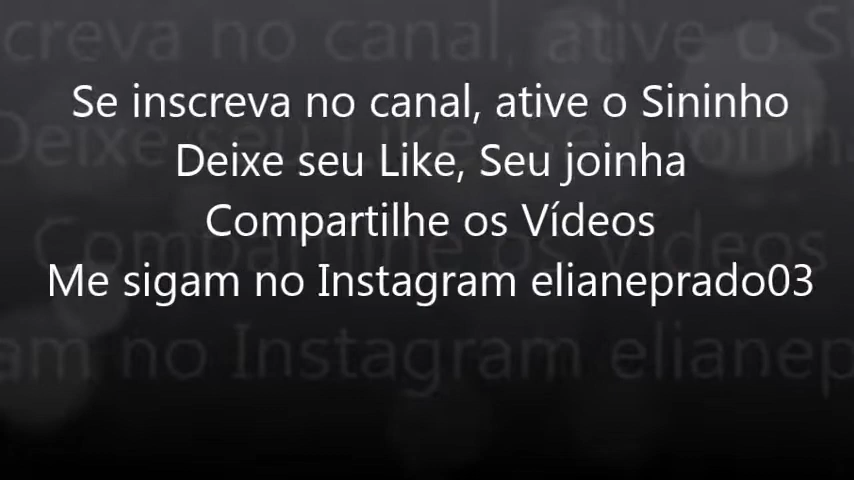 Se inscreva no canal, ative o Sininho
Deixe seu Like, Seu joinha
Compartilhe os Vídeos
Me sigam no Instagram elianeprado03